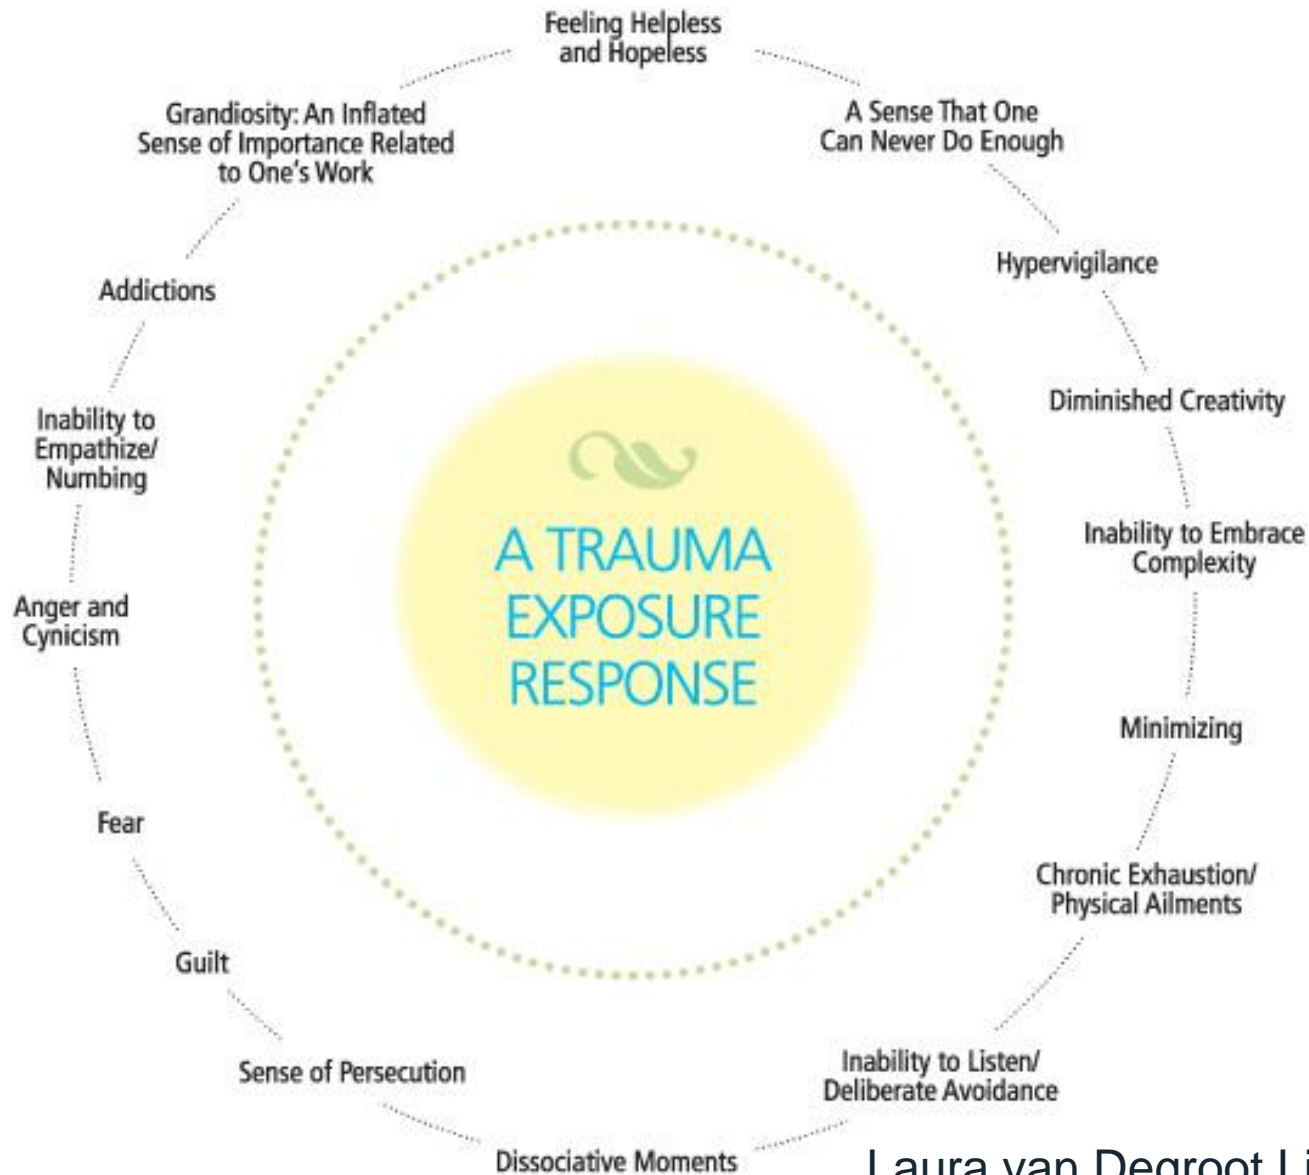 Feeling Helpless
and Hopeless
A Sense That One
Can Never Do Enough
Hypervigilance
Diminished Creativity
Inability to Embrace
Complexity
Minimizing
Chronic Exhaustion/
Physical Ailments
Inability to Listen/
Deliberate Avoidance
Dissociative Moments
Sense of Persecution
Guilt
Fear
Anger and
Cynicism
Inability to
Empathize/
Numbing
Addictions
Grandiosity: An Inflated
Sense of Importance Related
to One's Work
A TRAUMA
EXPOSURE
RESPONSE
Laura van Degroot